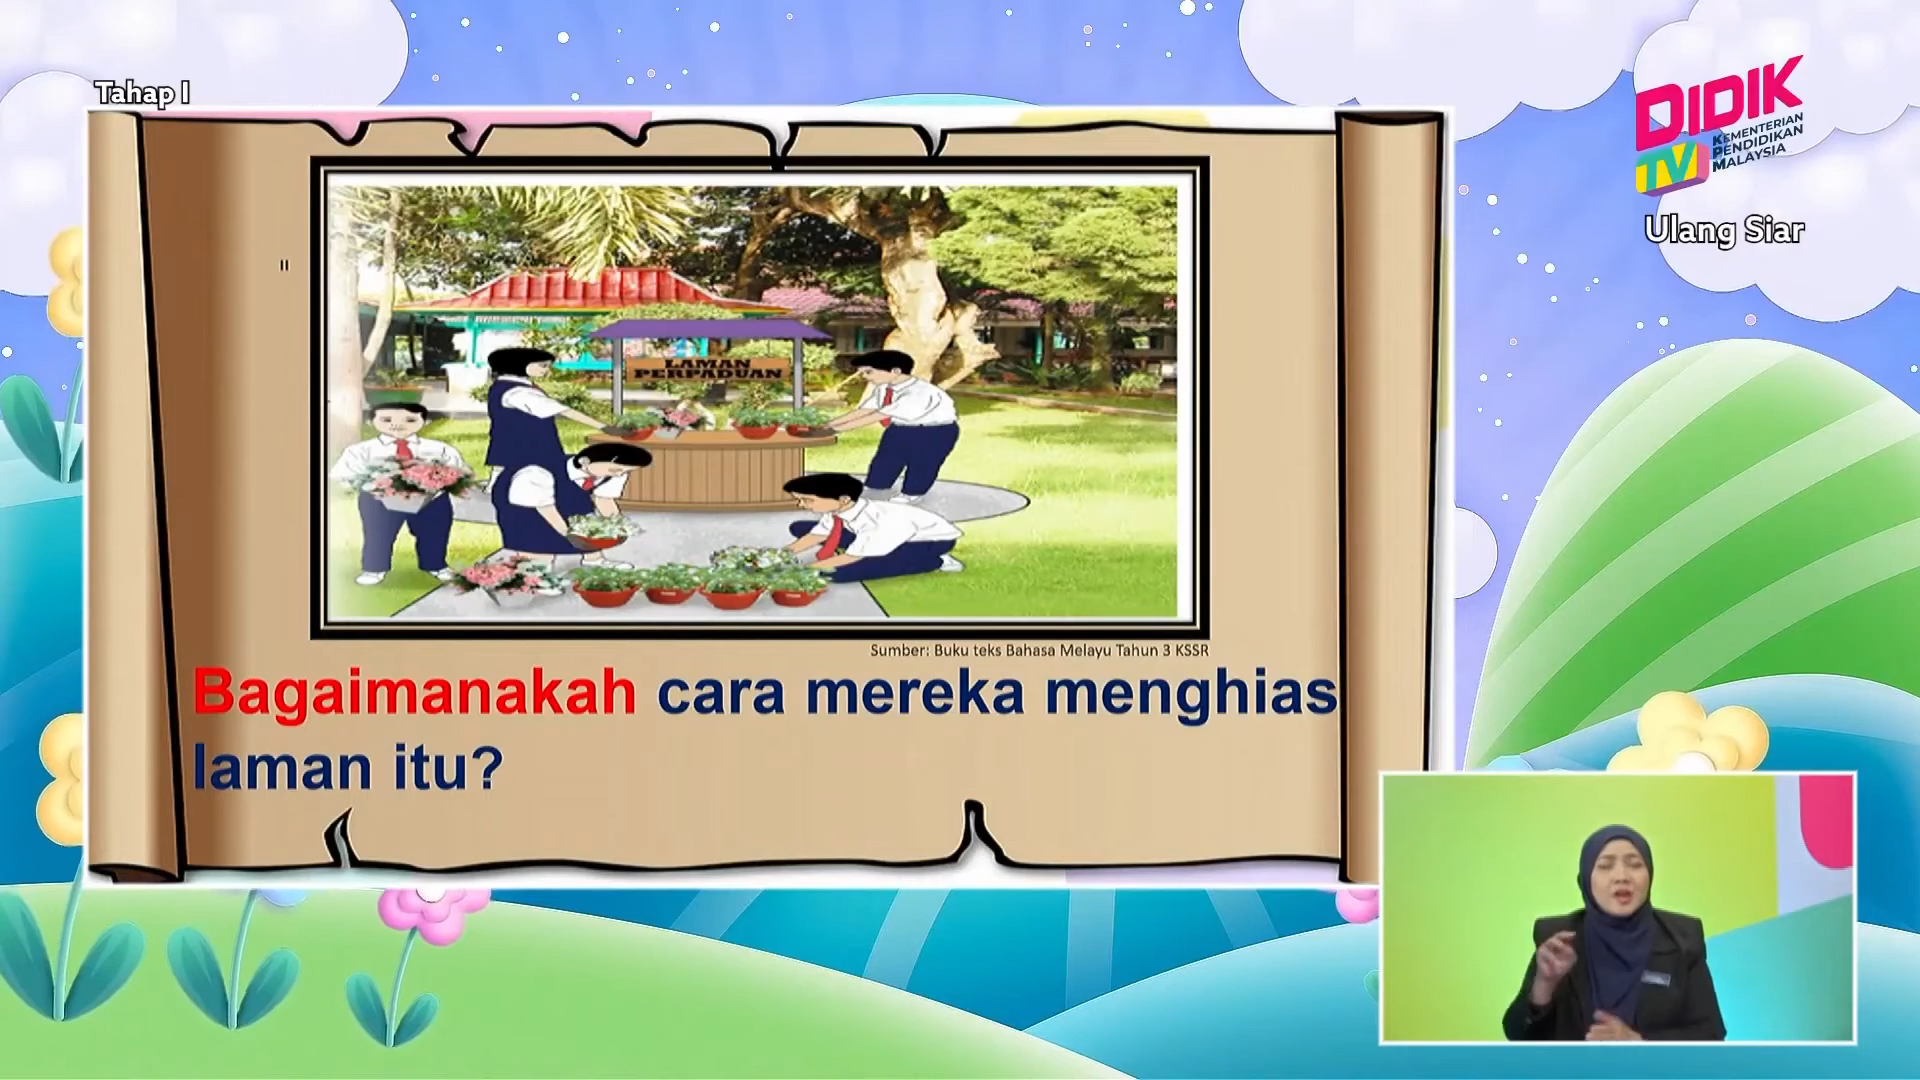 Tahap I
DIDIK
TV
KEMENTERIAN
PENDIDIKAN
MALAYSIA
Ulang Siar
"
LAMAN
PERPADUAN
Sumber: Buku teks Bahasa Melayu Tahun 3 KSSR
Bagaimanakah cara mereka menghias
laman itu?